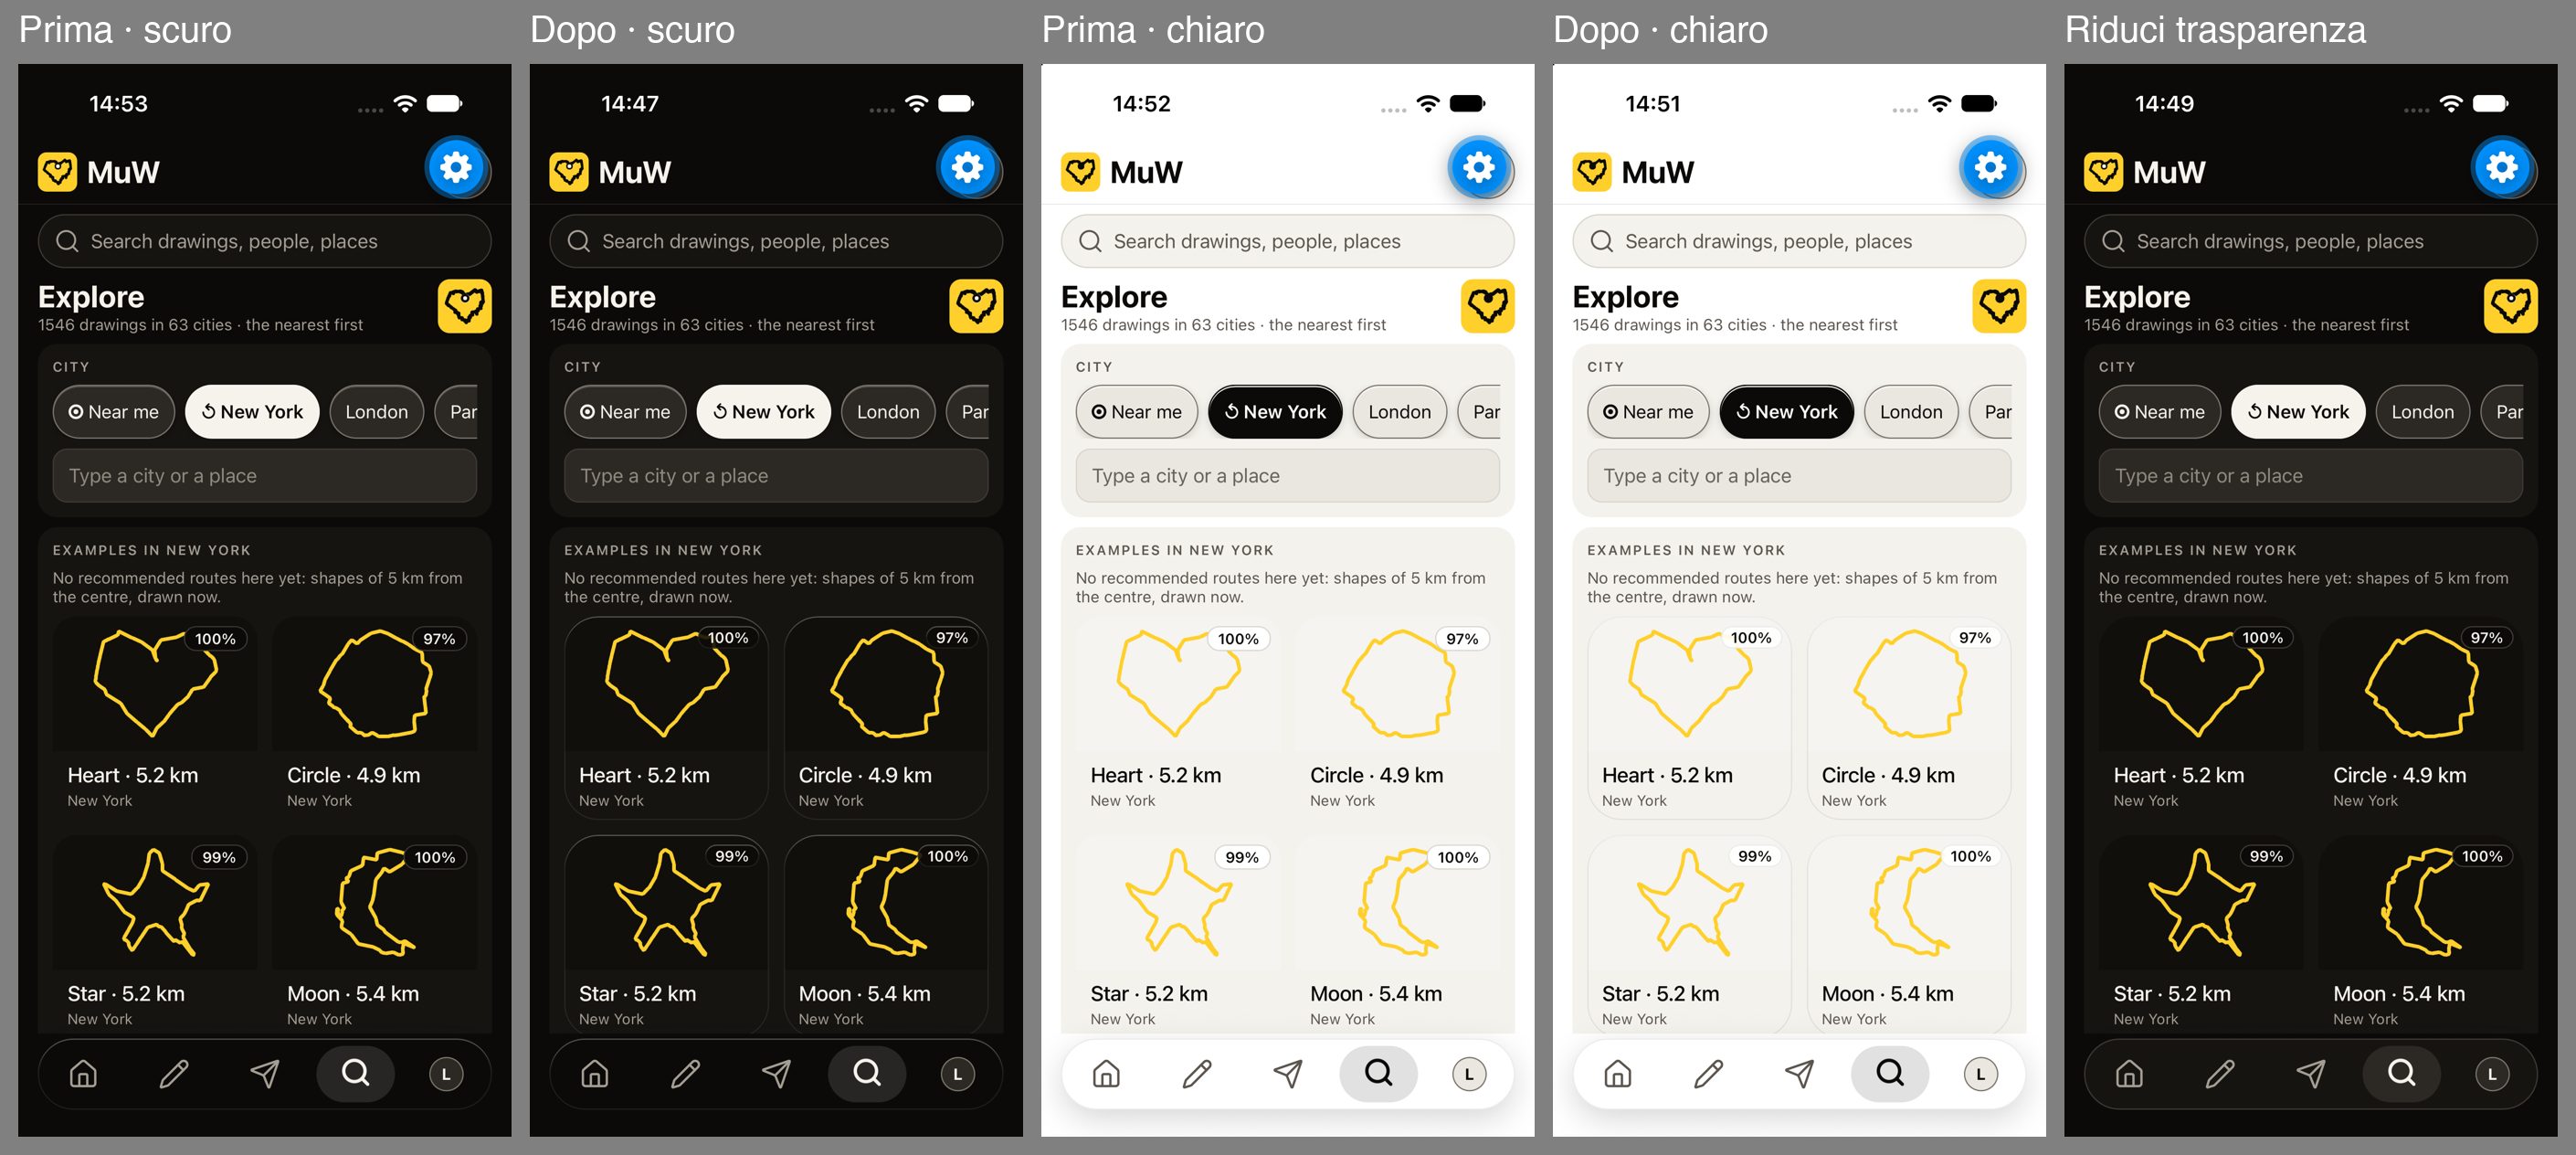 Prima · scuro
14:53
MuW
Search drawings, people, places
Explore
1546 drawings in 63 cities · the nearest first
CITY
Near me
New York
London
Par
Type a city or a place
EXAMPLES IN NEW YORK
No recommended routes here yet: shapes of 5 km from
the centre, drawn now.
100%
97%
Heart · 5.2 km
New York
Circle · 4.9 km
New York
99%
100%
Star · 5.2 km
New York
Moon · 5.4 km
New York
L
Dopo · scuro
14:47
MuW
Search drawings, people, places
Explore
1546 drawings in 63 cities · the nearest first
CITY
Near me
New York
London
Par
Type a city or a place
EXAMPLES IN NEW YORK
No recommended routes here yet: shapes of 5 km from
the centre, drawn now.
100%
97%
Heart · 5.2 km
New York
Circle · 4.9 km
New York
99%
100%
Star · 5.2 km
New York
Moon · 5.4 km
New York
L
Prima · chiaro
14:52
MuW
Search drawings, people, places
Explore
1546 drawings in 63 cities · the nearest first
CITY
Near me
New York
London
Par
Type a city or a place
EXAMPLES IN NEW YORK
No recommended routes here yet: shapes of 5 km from
the centre, drawn now.
100%
97%
Heart · 5.2 km
New York
Circle · 4.9 km
New York
99%
100%
Star · 5.2 km
New York
Moon · 5.4 km
New York
L
Dopo · chiaro
14:51
MuW
Search drawings, people, places
Explore
1546 drawings in 63 cities · the nearest first
CITY
Near me
New York
London
Par
Type a city or a place
EXAMPLES IN NEW YORK
No recommended routes here yet: shapes of 5 km from
the centre, drawn now.
100%
97%
Heart · 5.2 km
New York
Circle · 4.9 km
New York
99%
100%
Star · 5.2 km
New York
Moon · 5.4 km
New York
L
Riduci trasparenza
14:49
MuW
Search drawings, people, places
Explore
1546 drawings in 63 cities · the nearest first
CITY
Near me
New York
London
Par
Type a city or a place
EXAMPLES IN NEW YORK
No recommended routes here yet: shapes of 5 km from
the centre, drawn now.
100%
97%
Heart · 5.2 km
New York
Circle · 4.9 km
New York
99%
100%
Star · 5.2 km
New York
Moon · 5.4 km
New York
L